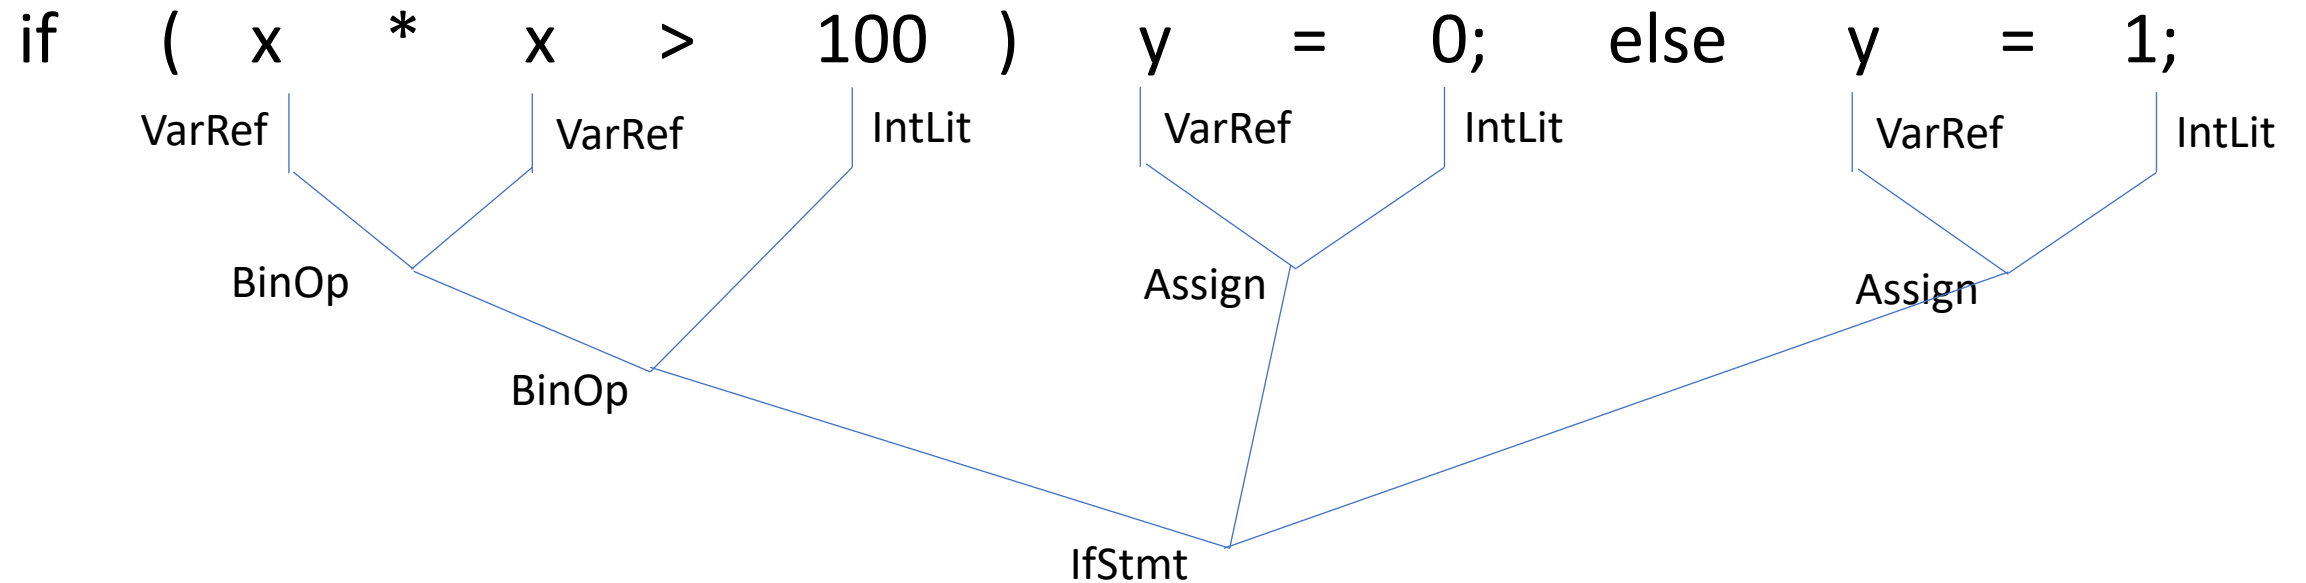 if ( x * x > 100 ) y = 0; else y = 1;
VarRef VarRef IntLit VarRef IntLit VarRef IntLit
BinOp Assign Assign
BinOp
IfStmt